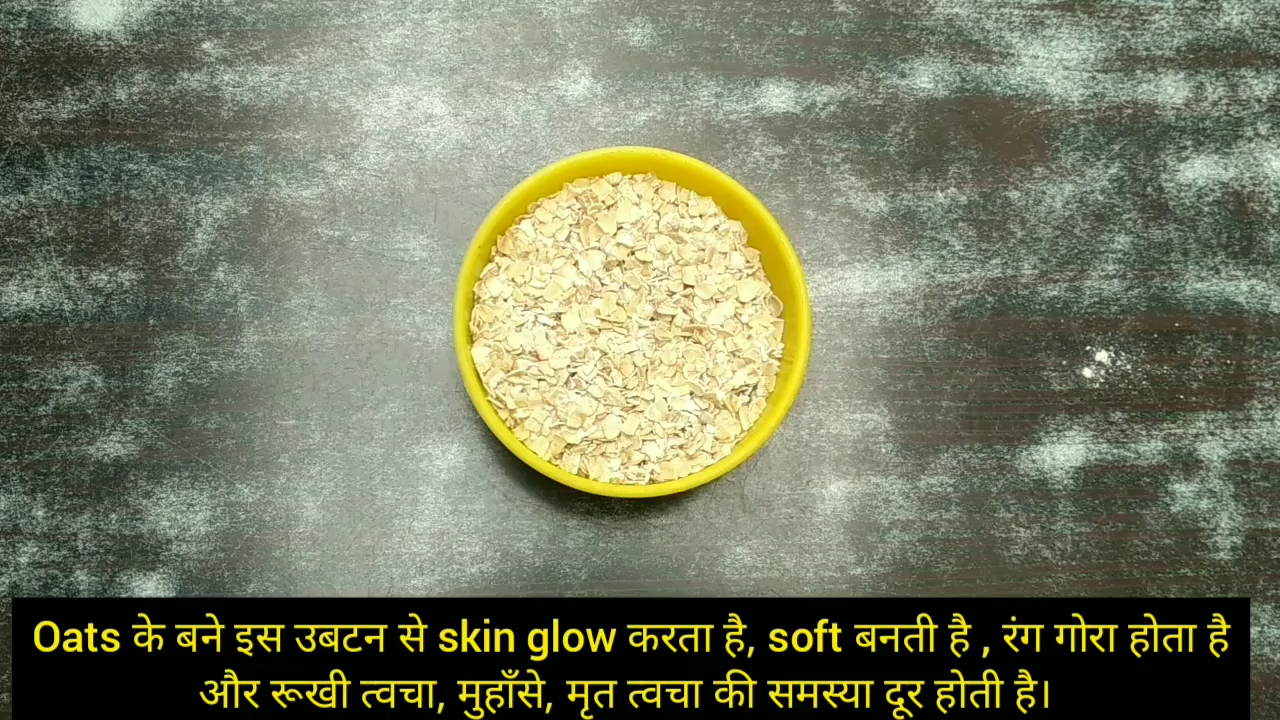 Oats के बने इस उबटन से skin glow करता है, soft बनती है , रंग गोरा होता है
और रूखी त्वचा, मुहाँसे, मृत त्वचा की समस्या दूर होती है।